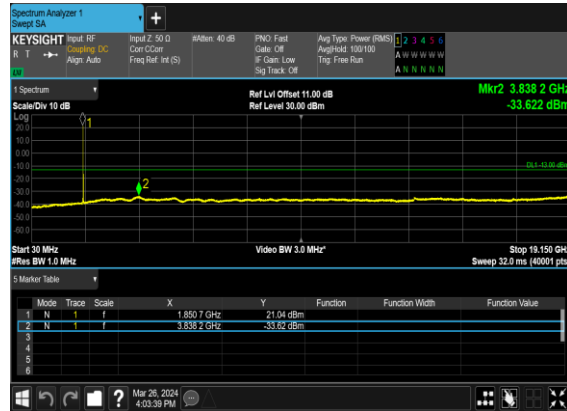 Spectrum Analyzer 1
Swept SA
+
KEYSIGHT Input: RF Input Z: 50 Ω #Atten: 40 dB PNO: Fast Avg Type: Power (RMS) 1 2 3 4 5 6
R T Coupling: DC Corr CCorr Gate: Off Avg|Hold: 100/100 A W W W W W
Align: Auto Freq Ref: Int (S) IF Gain: Low Trig: Free Run
Sig Track: Off A N N N N N
1 Spectrum Ref Lvl Offset 11.00 dB Mkr2 3.838 2 GHz
Scale/Div 10 dB Ref Level 30.00 dBm -33.622 dBm
Log
20.0
10.0
0.00
-10.0
-20.0
-30.0
-40.0
-50.0
-60.0
1
2
DL1 -13.00 dBm
Start 30 MHz Video BW 3.0 MHz* Stop 19.150 GHz
#Res BW 1.0 MHz Sweep 32.0 ms (40001 pts)
5 Marker Table
Mode Trace Scale X Y Function Function Width Function Value
1 N 1 f 1.850 7 GHz 21.04 dBm
2 N 1 f 3.838 2 GHz -33.62 dBm
3
4
5
6
? Mar 26, 2024
4:03:39 PM